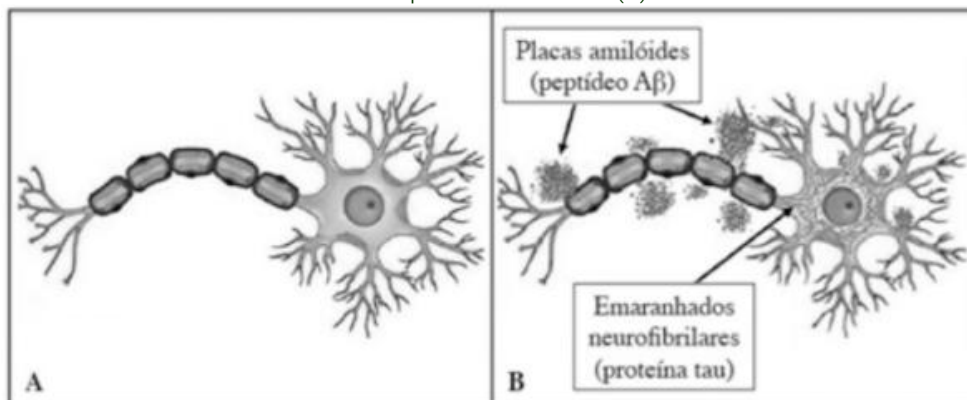 Placas amilóides
(peptídeo Aβ)
Emaranhados
neurofibrilares
(proteína tau)
A
B